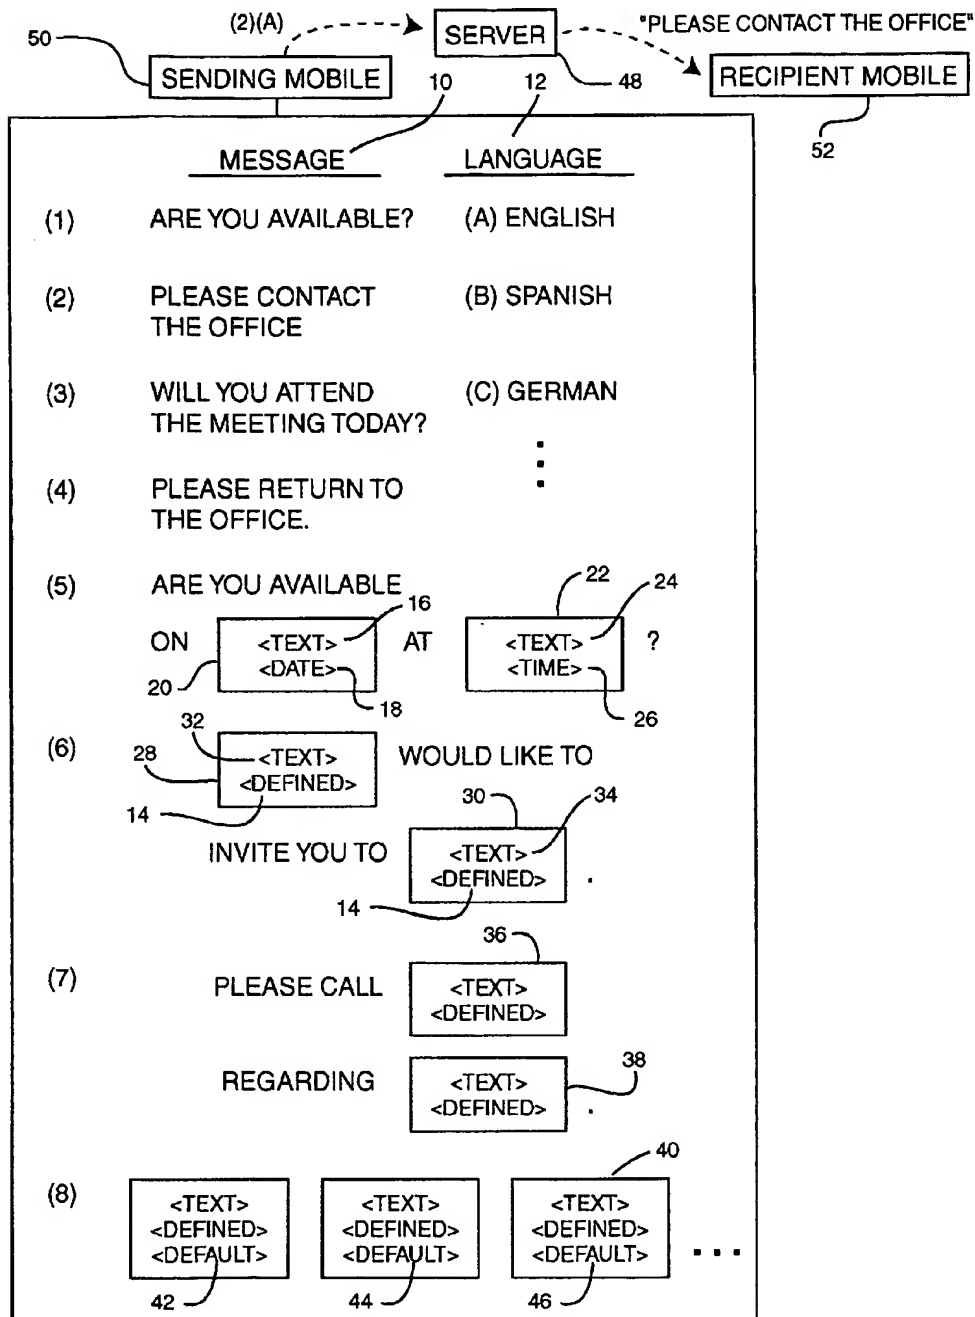 50
(2)(A)
SERVER
"PLEASE CONTACT THE OFFICE"
SENDING MOBILE
10
12
48
RECIPIENT MOBILE
52
MESSAGE
LANGUAGE
(1) ARE YOU AVAILABLE? (A) ENGLISH
(2) PLEASE CONTACT (B) SPANISH
THE OFFICE
(3) WILL YOU ATTEND (C) GERMAN
THE MEETING TODAY?
(4) PLEASE RETURN TO
THE OFFICE.
(5) ARE YOU AVAILABLE
22
16
24
ON <TEXT> AT <TEXT> ?
<DATE> <TIME>
20
18
26
32
(6) <TEXT> WOULD LIKE TO
28
<DEFINED>
14
30
34
INVITE YOU TO <TEXT>
<DEFINED> .
14
36
(7) PLEASE CALL <TEXT>
<DEFINED>
38
REGARDING <TEXT>
<DEFINED> .
40
(8) <TEXT> <TEXT> <TEXT>
<DEFINED> <DEFINED> <DEFINED>
<DEFAULT> <DEFAULT> <DEFAULT> ...
42
44
46